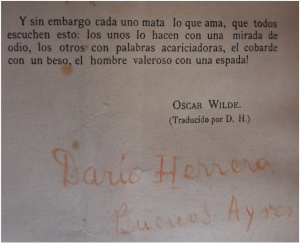 Y sin embargo cada uno mata lo que ama, que todos
escuchen esto: los unos lo hacen con una mirada de
odio, los otros con palabras acariciadoras, el cobarde
con un beso, el hombre valeroso con una espada!
OSCAR WILDE.
(Traducido por D. H.)
Darío Herrera
Buenos Ayres